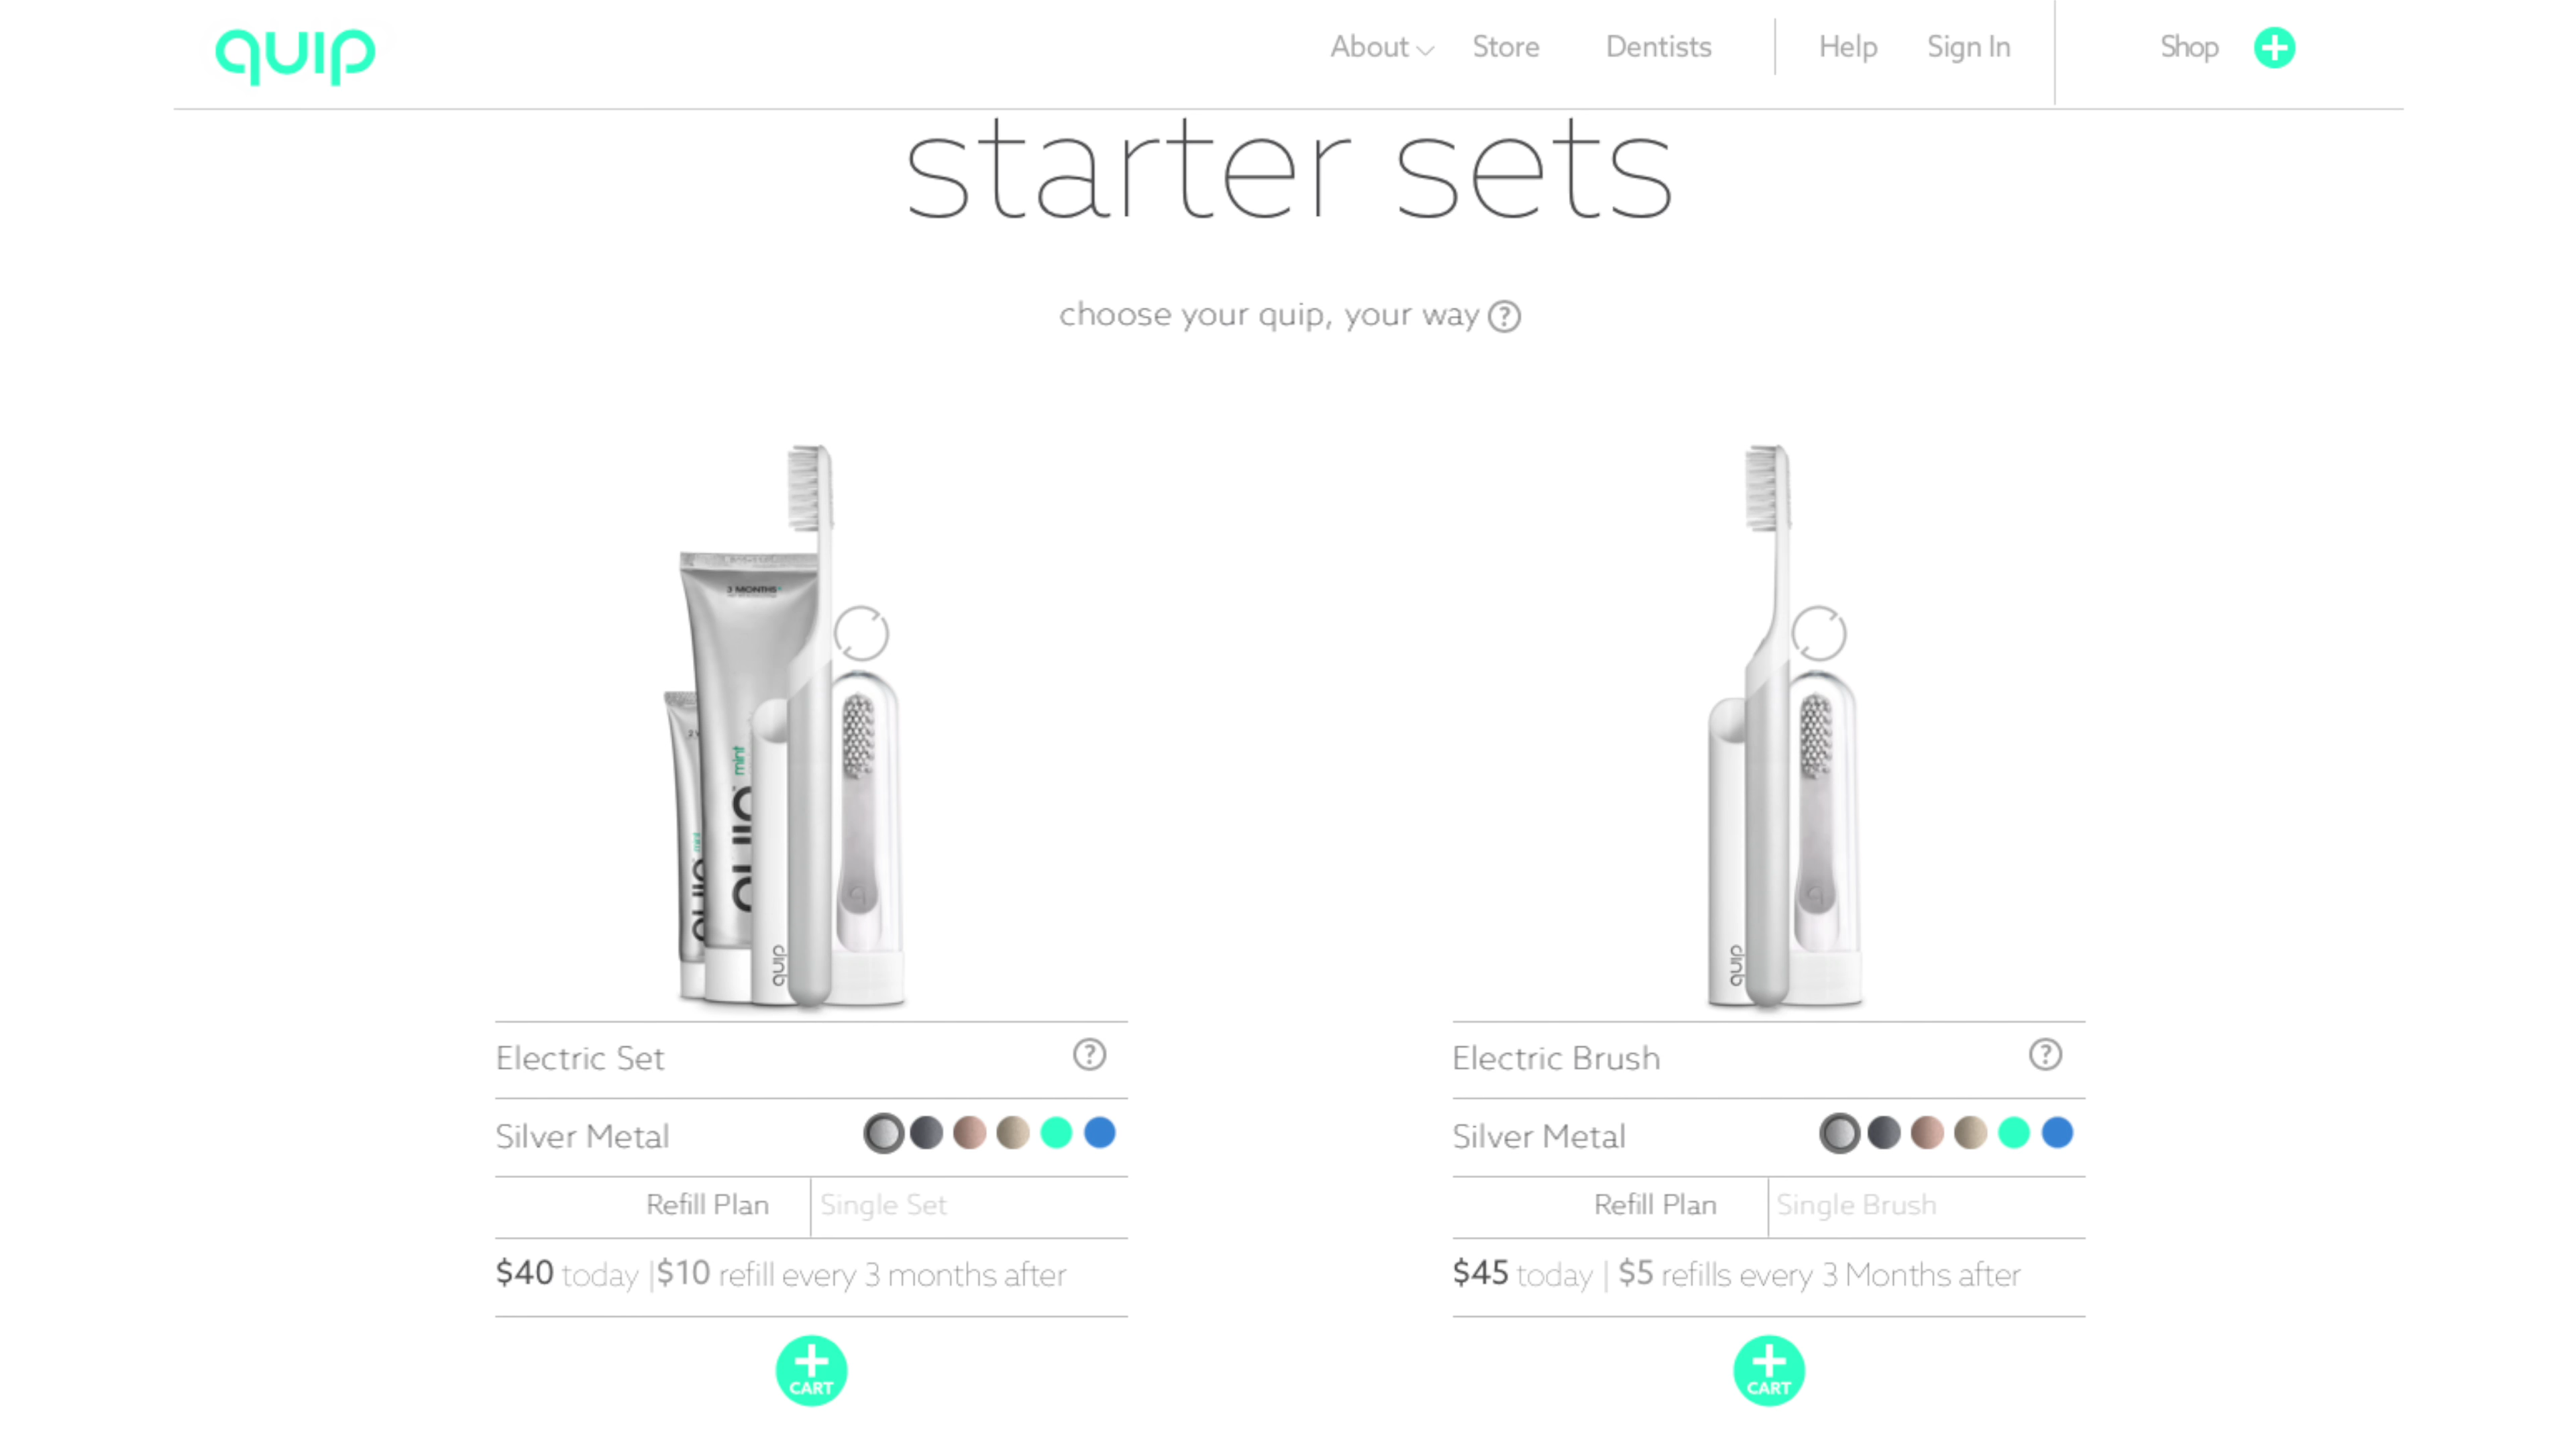 quip
About Store Dentists Help Sign In Shop
starter sets
choose your quip, your way ?
3 MONTHS
mint
quip
mint
quip
quip
quip
Electric Set ?
Silver Metal
Refill Plan | Single Set
$40 today |$10 refill every 3 months after
+ CART
Electric Brush ?
Silver Metal
Refill Plan | Single Brush
$45 today | $5 refills every 3 Months after
+ CART